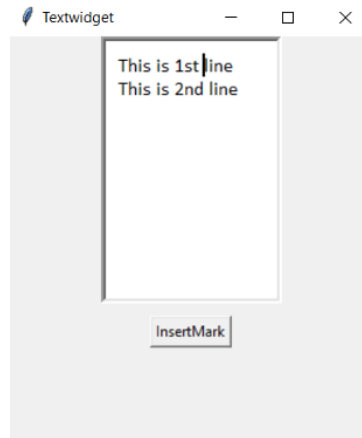 Textwidget
This is 1st line
This is 2nd line
InsertMark